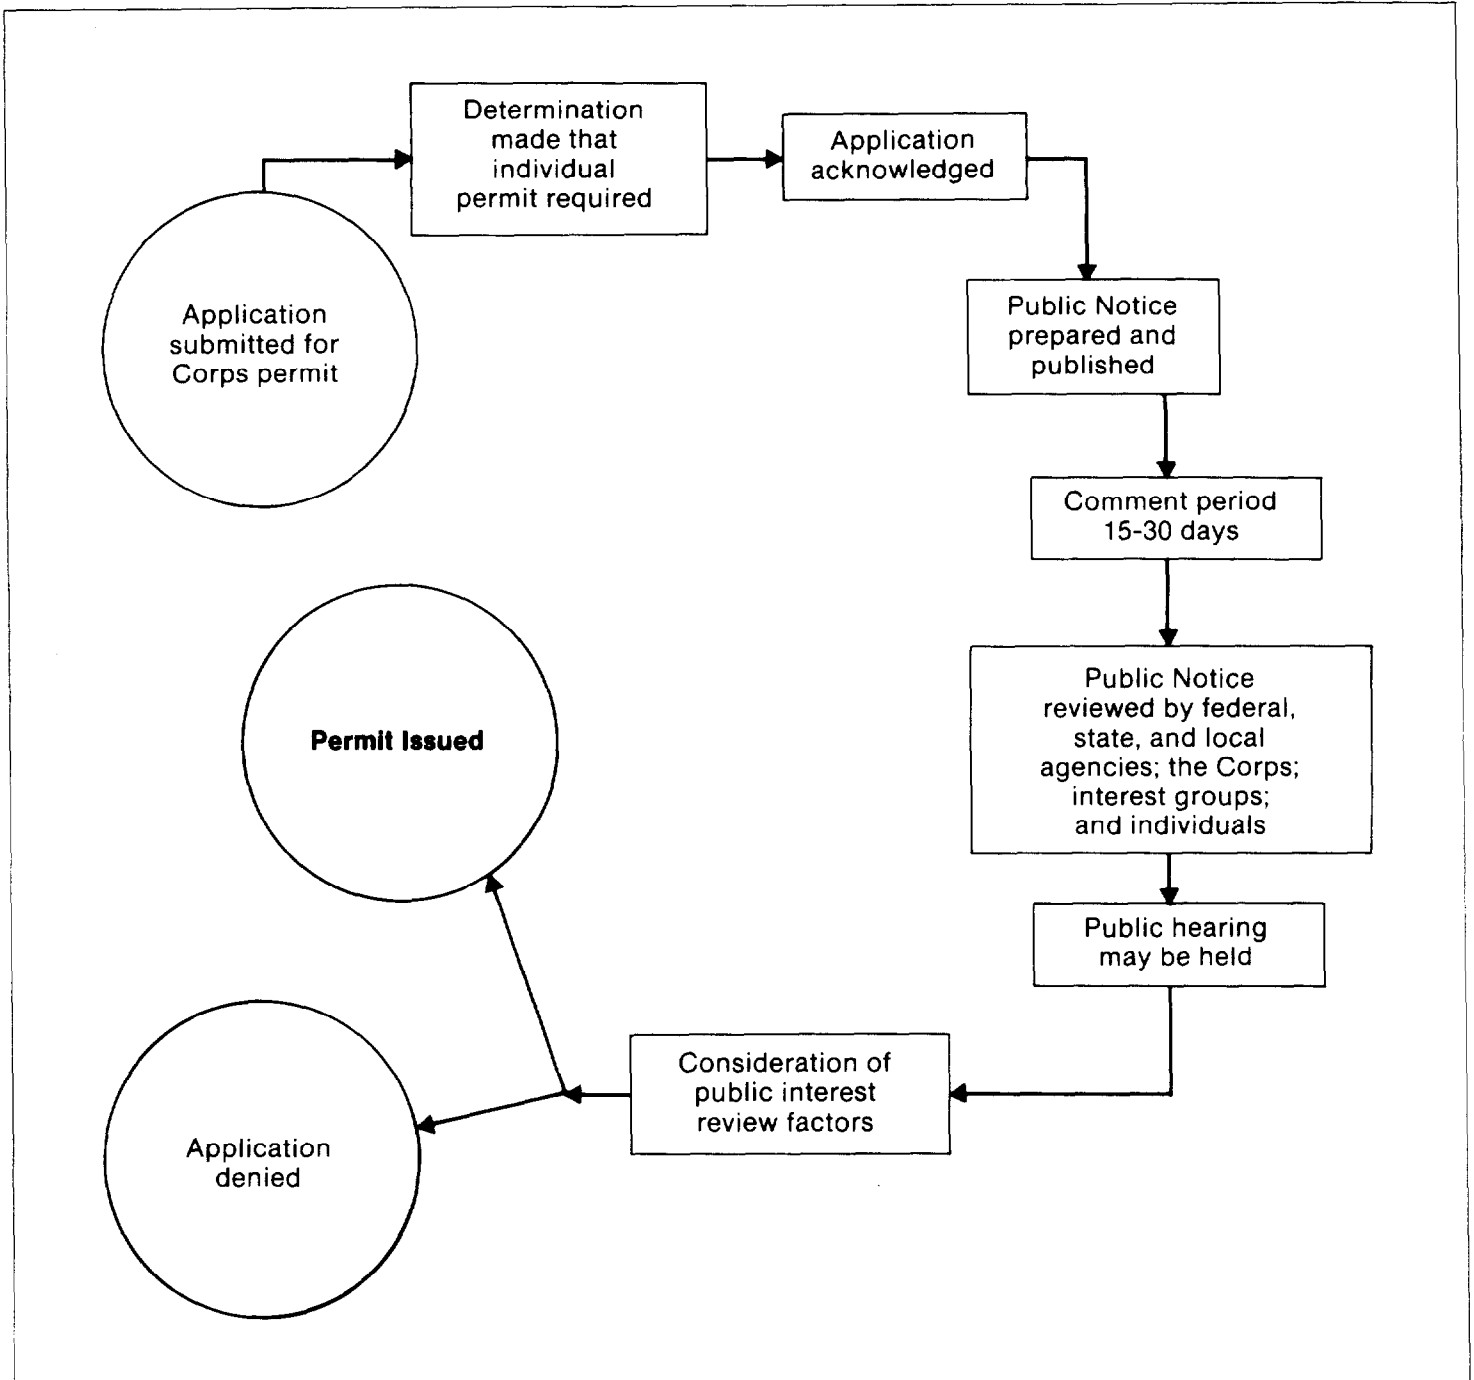 Application
submitted for
Corps permit
Determination
made that
individual
permit required
Application
acknowledged
Public Notice
prepared and
published
Comment period
15-30 days
Public Notice
reviewed by federal,
state, and local
agencies; the Corps;
interest groups;
and individuals
Public hearing
may be held
Consideration of
public interest
review factors
Permit Issued
Application
denied